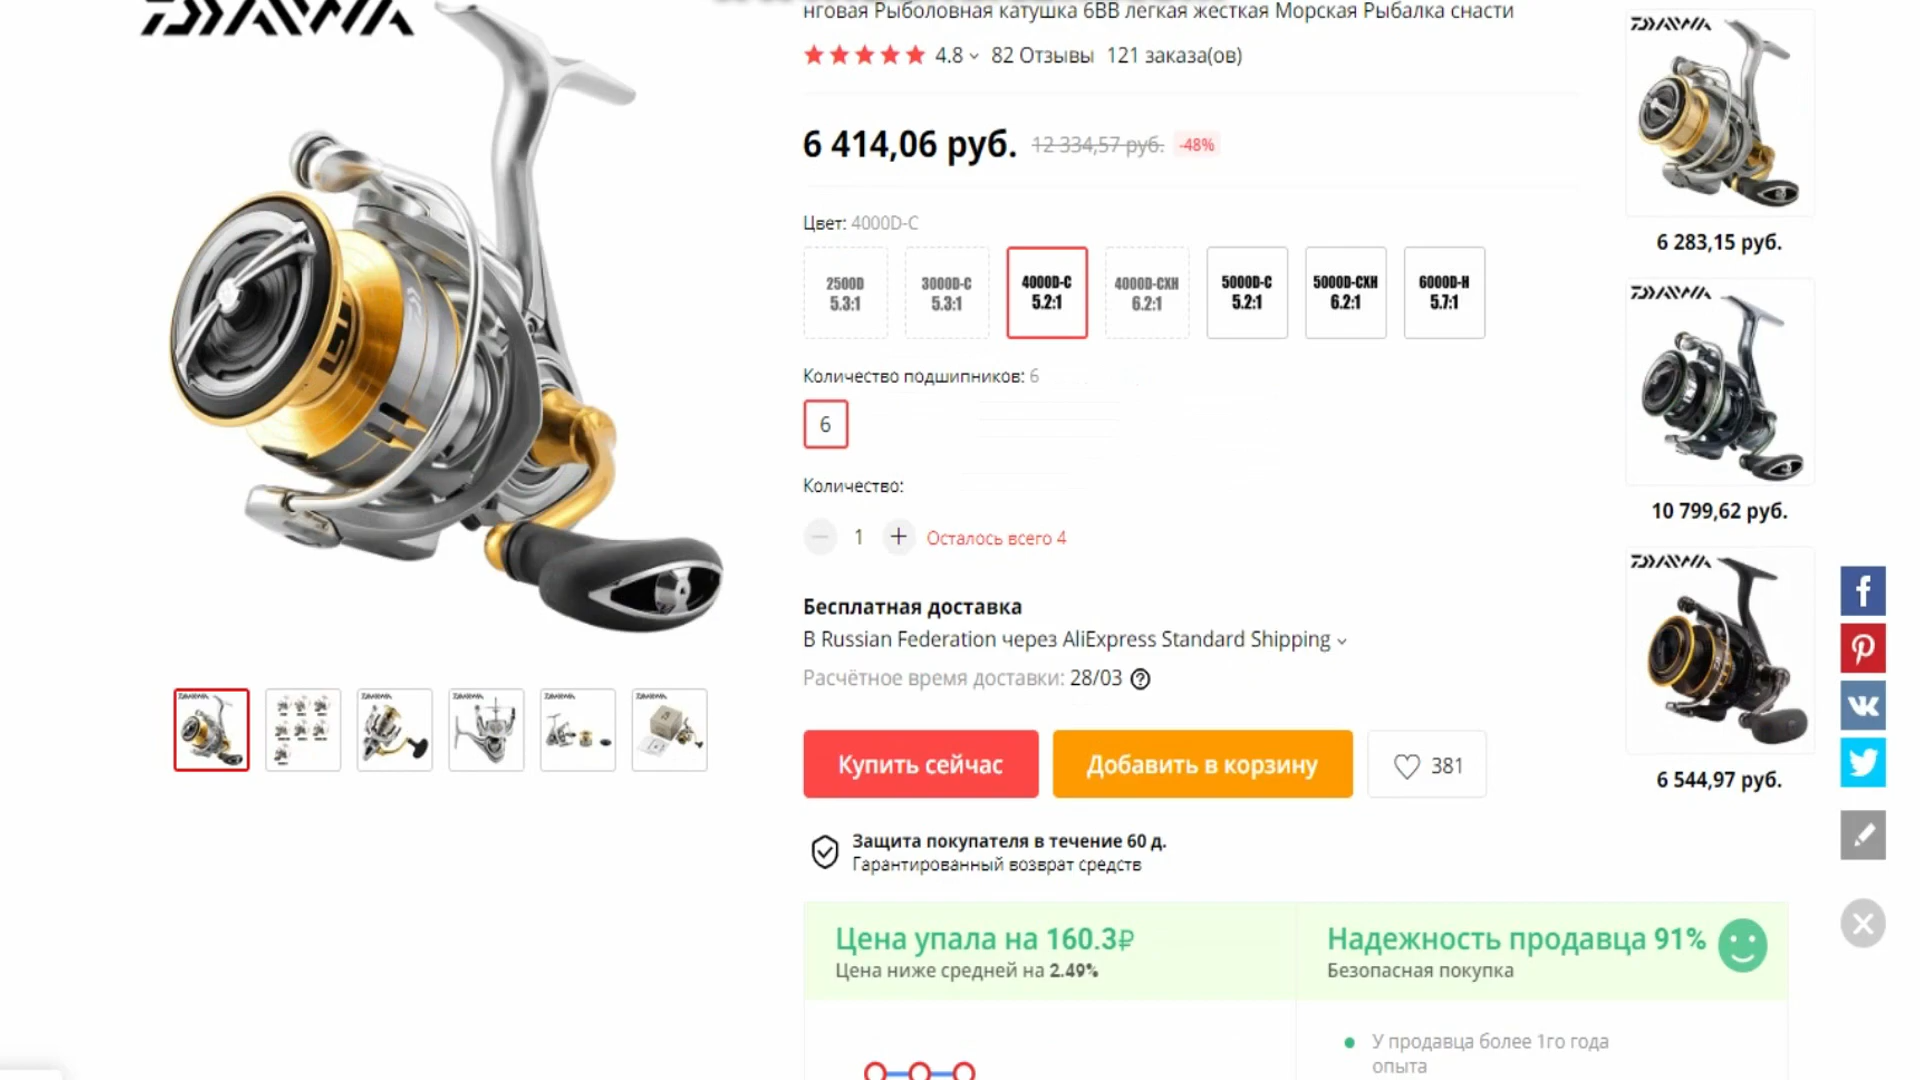 DAIWA
нговая Рыболовная катушка 6BB легкая жесткая Морская Рыбалка снасти
4.8 82 Отзывы 121 заказа(ов)
6 414,06 руб. 12 334,57 руб. -48%
Цвет: 4000D-C
2500D
5.3:1
3000D-C
5.3:1
4000D-C
5.2:1
4000D-CXH
6.2:1
5000D-C
5.2:1
5000D-CXH
6.2:1
6000D-H
5.7:1
Количество подшипников: 6
6
Количество:
1 + Осталось всего 4
Бесплатная доставка
В Russian Federation через AliExpress Standard Shipping
Расчётное время доставки: 28/03 ?
Купить сейчас
Добавить в корзину
381
Защита покупателя в течение 60 д.
Гарантированный возврат средств
Цена упала на 160.3₽
Цена ниже средней на 2.49%
Надежность продавца 91%
Безопасная покупка
У продавца более 1го года
опыта
DAIWA
6 283,15 руб.
DAIWA
10 799,62 руб.
DAIWA
6 544,97 руб.
LT
DAIWA
DAIWA
DAIWA
DAIWA
DAIWA